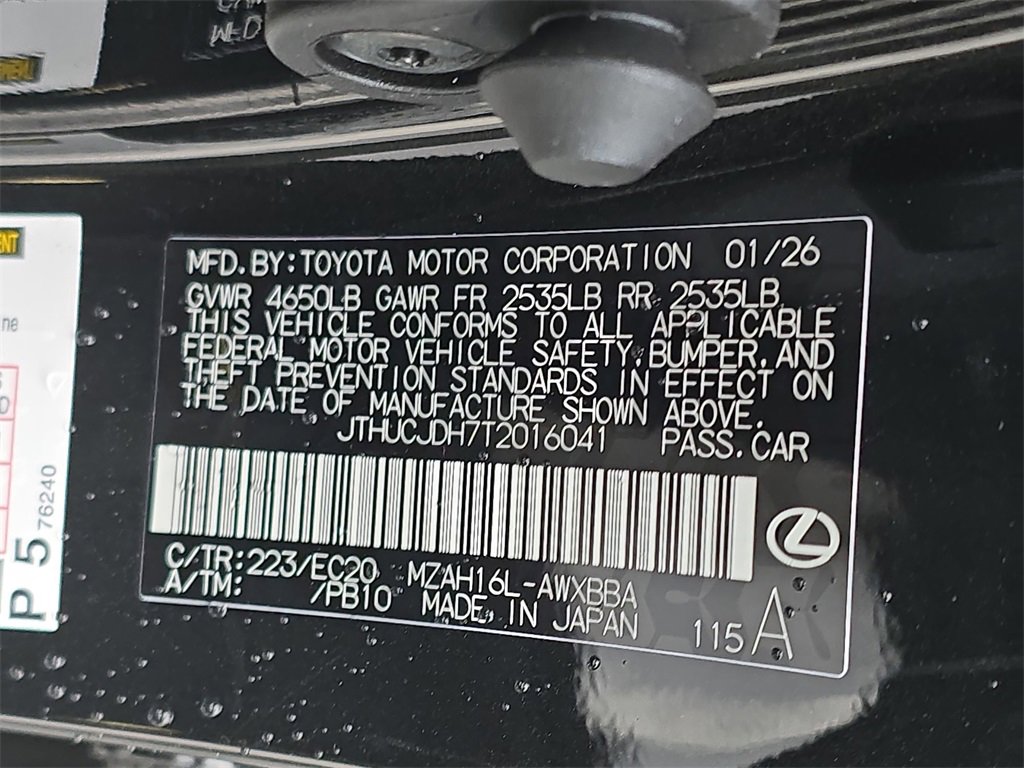 MFD.BY:TOYOTA MOTOR CORPORATION 01/26
GVWR 4650LB GAWR FR 2535LB RR 2535LB
THIS VEHICLE CONFORMS TO ALL APPLICABLE
FEDERAL MOTOR VEHICLE SAFETY,BUMPER,AND
THEFT PREVENTION STANDARDS IN EFFECT ON
THE DATE OF MANUFACTURE SHOWN ABOVE.
JTHUCJDH7T2016041 PASS.CAR
C/TR:223/EC20 MZAH16L-AWXBBA
A/TM: /PB10 MADE IN JAPAN
115 A
P 5 76240